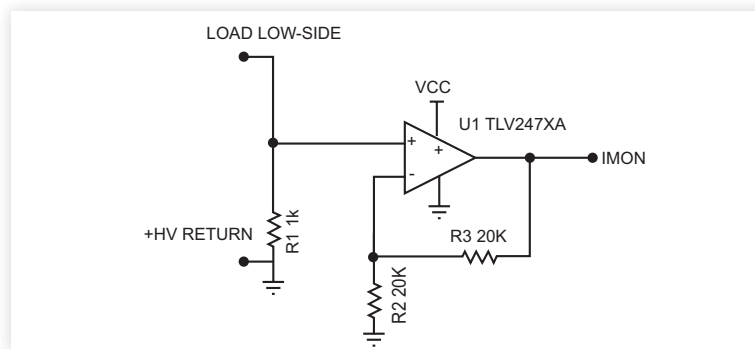 LOAD LOW-SIDE
VCC
U1 TLV247XA
+
+
-
IMON
R1 1k
+HV RETURN
R3 20K
R2 20K